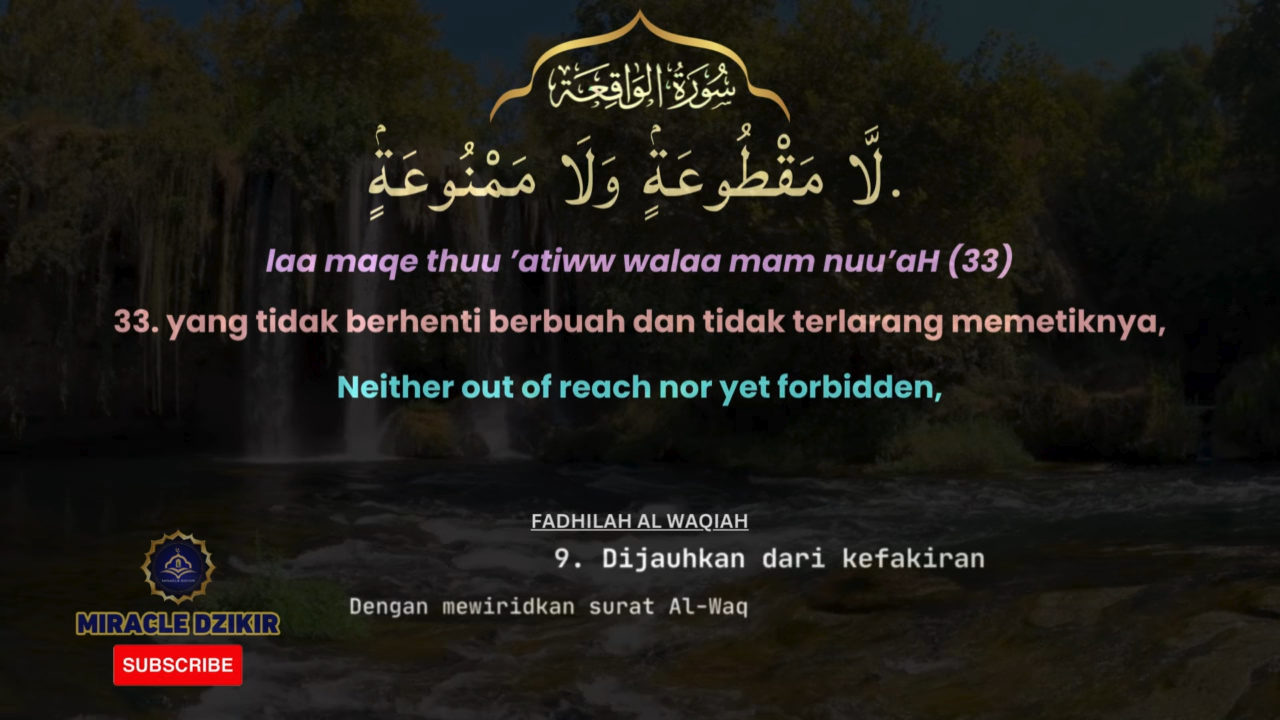 سُورَةُ الوَاقِعَة
لَّا مَقْطُوعَةٍۢ وَلَا مَمْنُوعَةٍۢ.
laa maqe thuu ’atiww walaa mam nuu’aH (33)
33. yang tidak berhenti berbuah dan tidak terlarang memetiknya,
Neither out of reach nor yet forbidden,
FADHILAH AL WAQIAH
9. Dijauhkan dari kefakiran
Dengan mewiridkan surat Al-Waq
MIRACLE DZIKIR
SUBSCRIBE